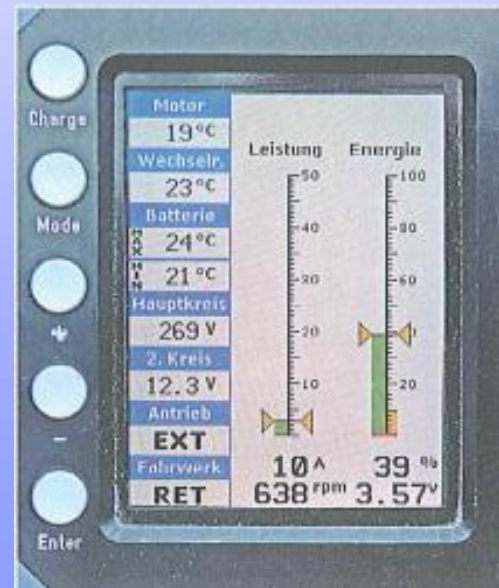 Charge
Mode
+
-
Enter
Motor
19°C
Wechselr.
23°C
Batterie
MAX 24°C
MIN 21°C
Hauptkreis
269 V
2. Kreis
12.3 V
Antrieb
EXT
Fahrwerk
RET
Leistung Energie
50 100
40 80
30 60
20
10 20
10 A 39 %
638 rpm 3.57 V